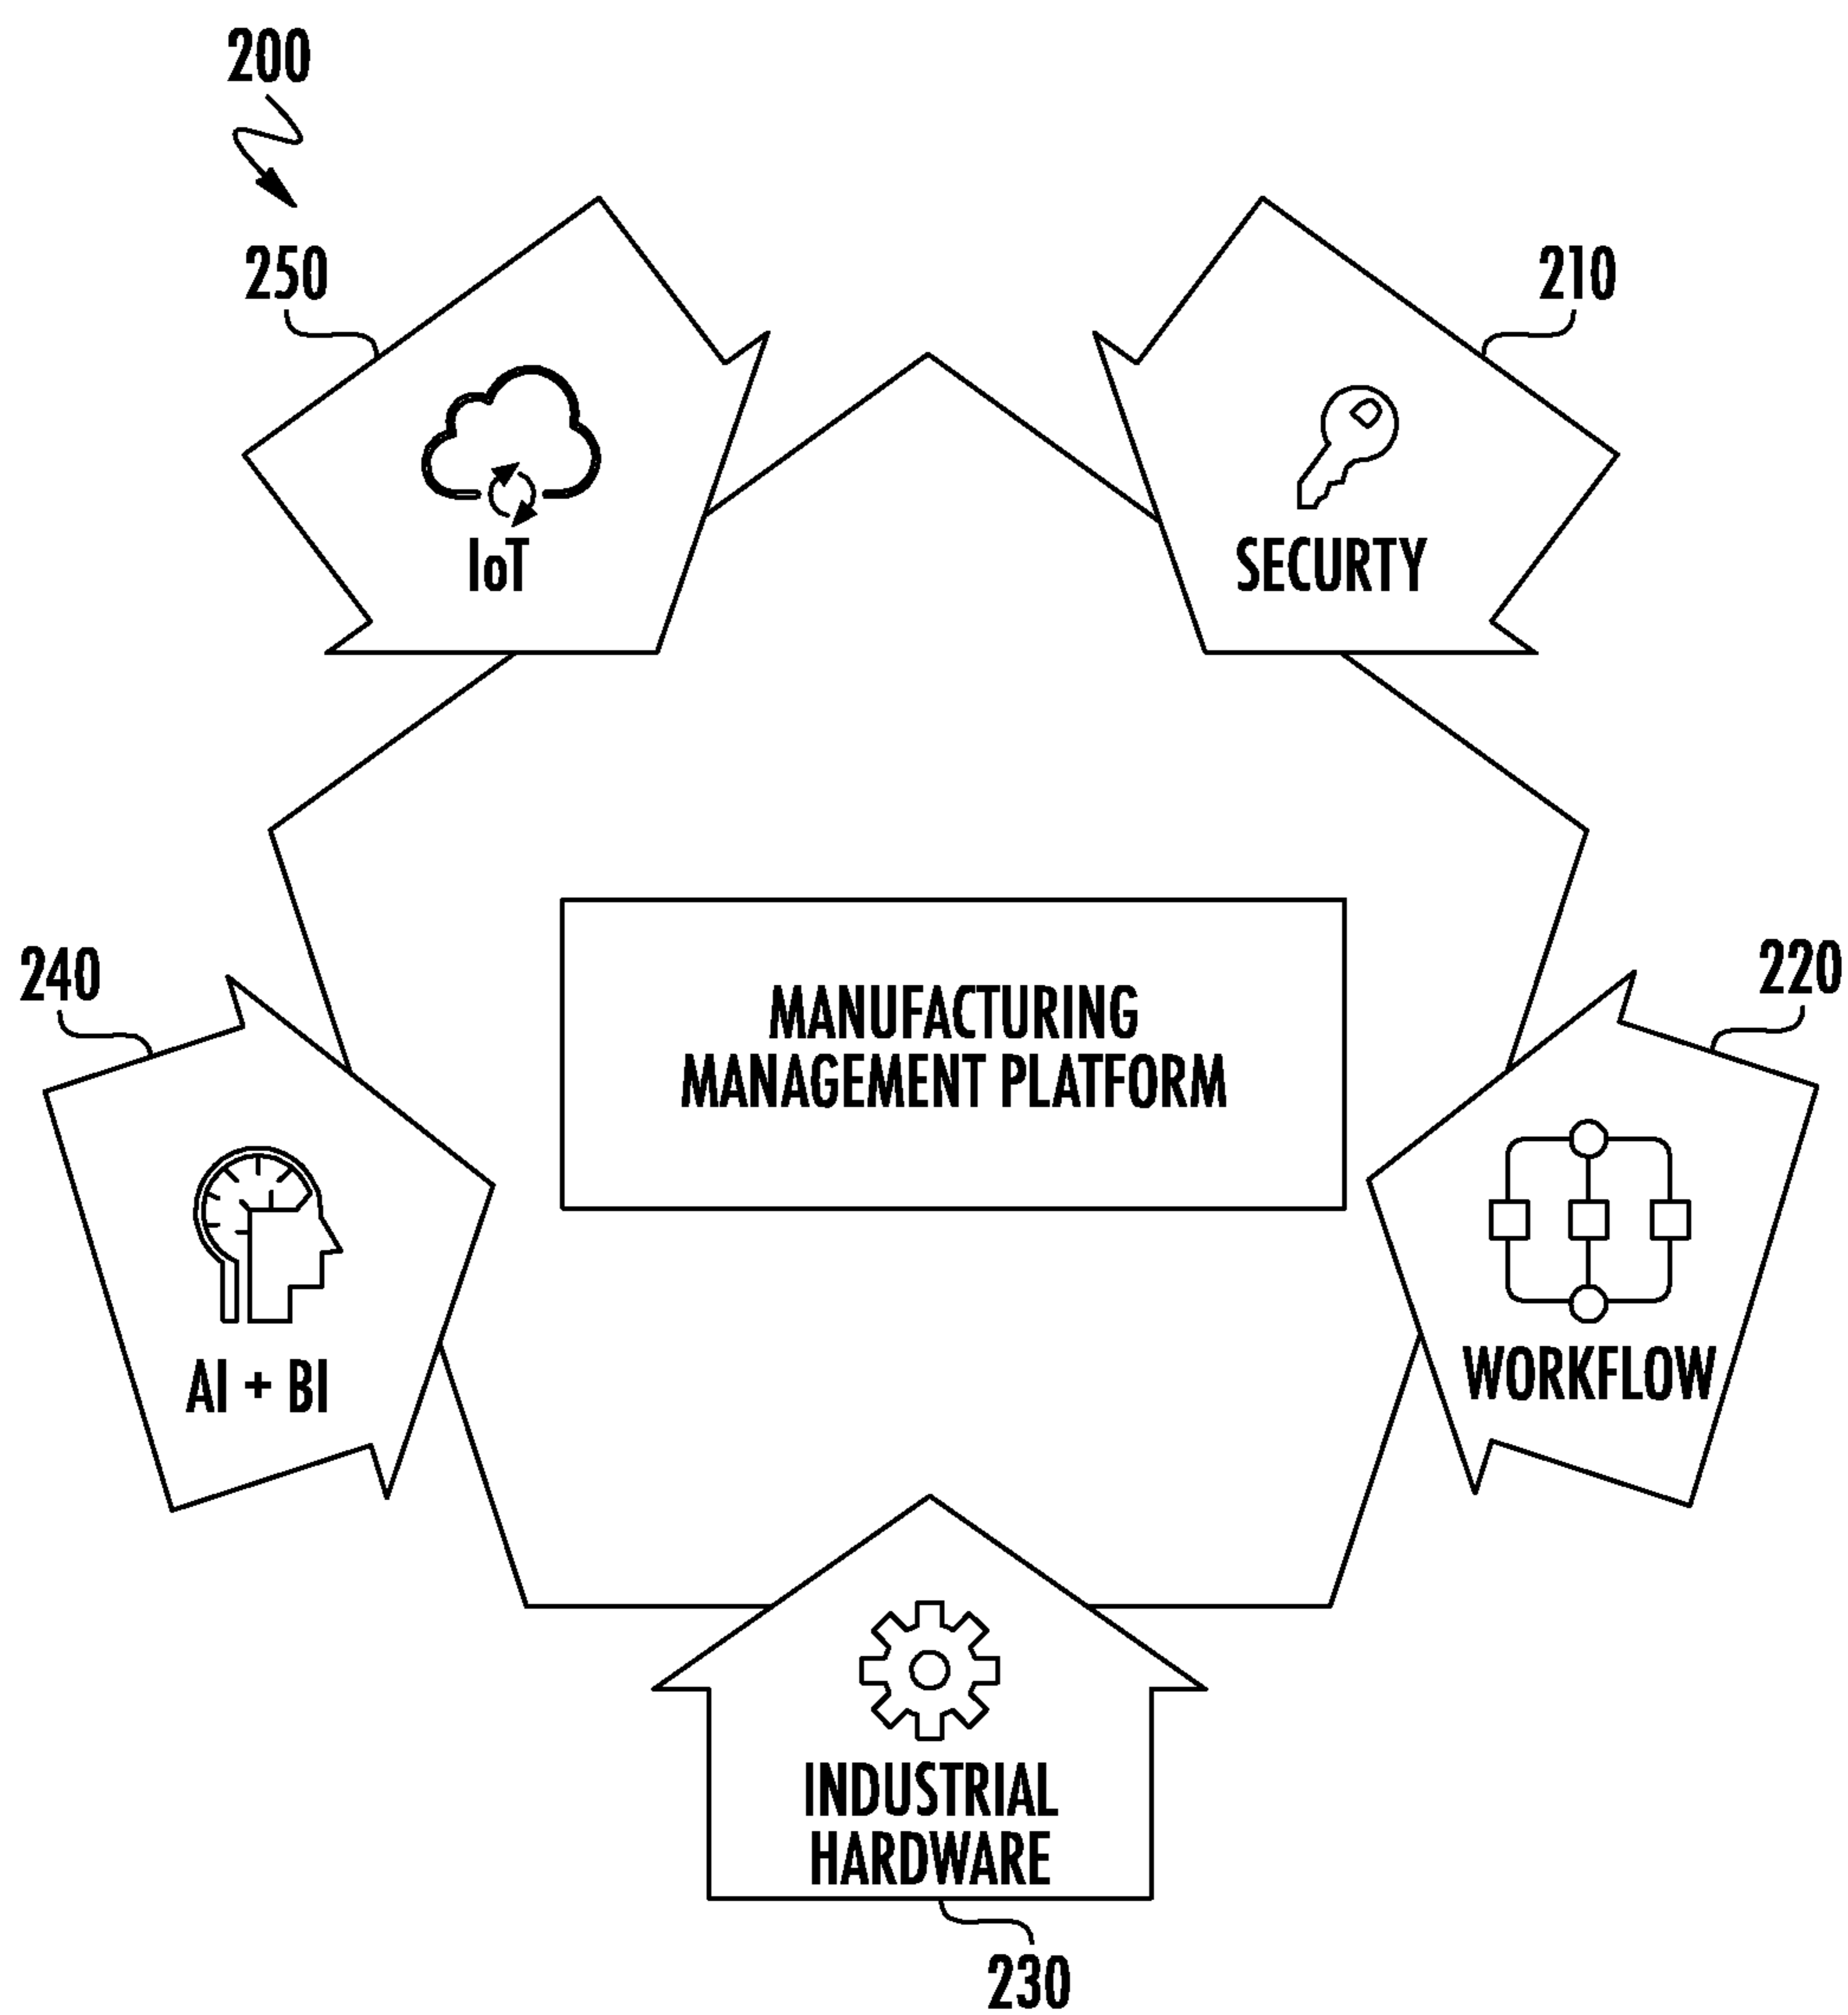 200
250
210
IoT
SECURTY
240
220
MANUFACTURING
MANAGEMENT PLATFORM
AI + BI
WORKFLOW
INDUSTRIAL
HARDWARE
230